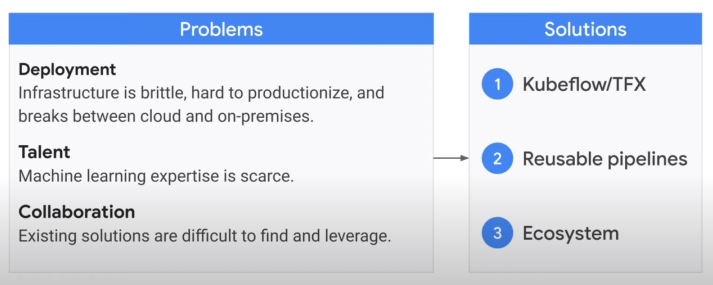 Problems
Deployment
Infrastructure is brittle, hard to productionize, and
breaks between cloud and on-premises.
Talent
Machine learning expertise is scarce.
Collaboration
Existing solutions are difficult to find and leverage.
Solutions
1 Kubeflow/TFX
2 Reusable pipelines
3 Ecosystem